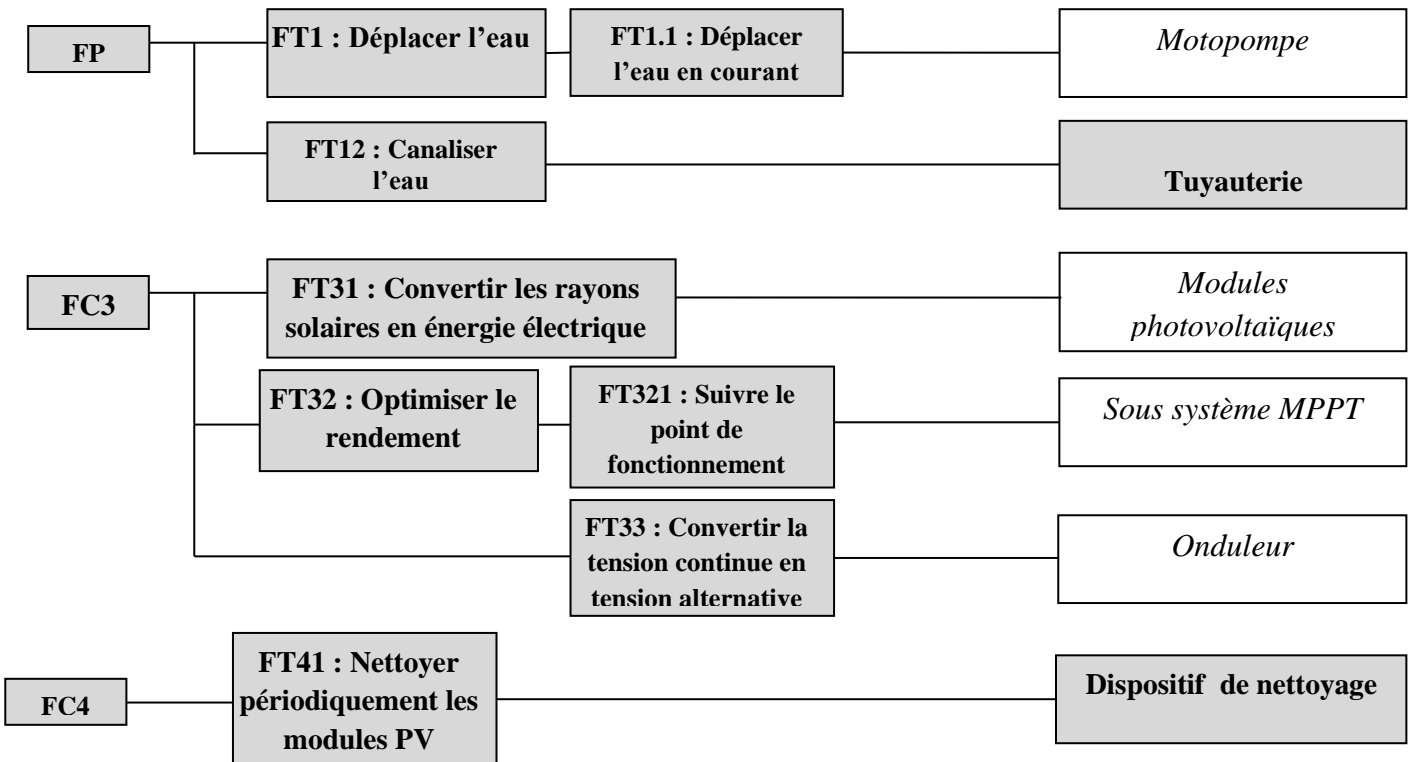 FP
FT1 : Déplacer l’eau
FT1.1 : Déplacer
l’eau en courant
Motopompe
FT12 : Canaliser
l’eau
Tuyauterie
FC3
FT31 : Convertir les rayons
solaires en énergie électrique
Modules
photovoltaïques
FT32 : Optimiser le
rendement
FT321 : Suivre le
point de
fonctionnement
Sous système MPPT
FT33 : Convertir la
tension continue en
tension alternative
Onduleur
FC4
FT41 : Nettoyer
périodiquement les
modules PV
Dispositif de nettoyage